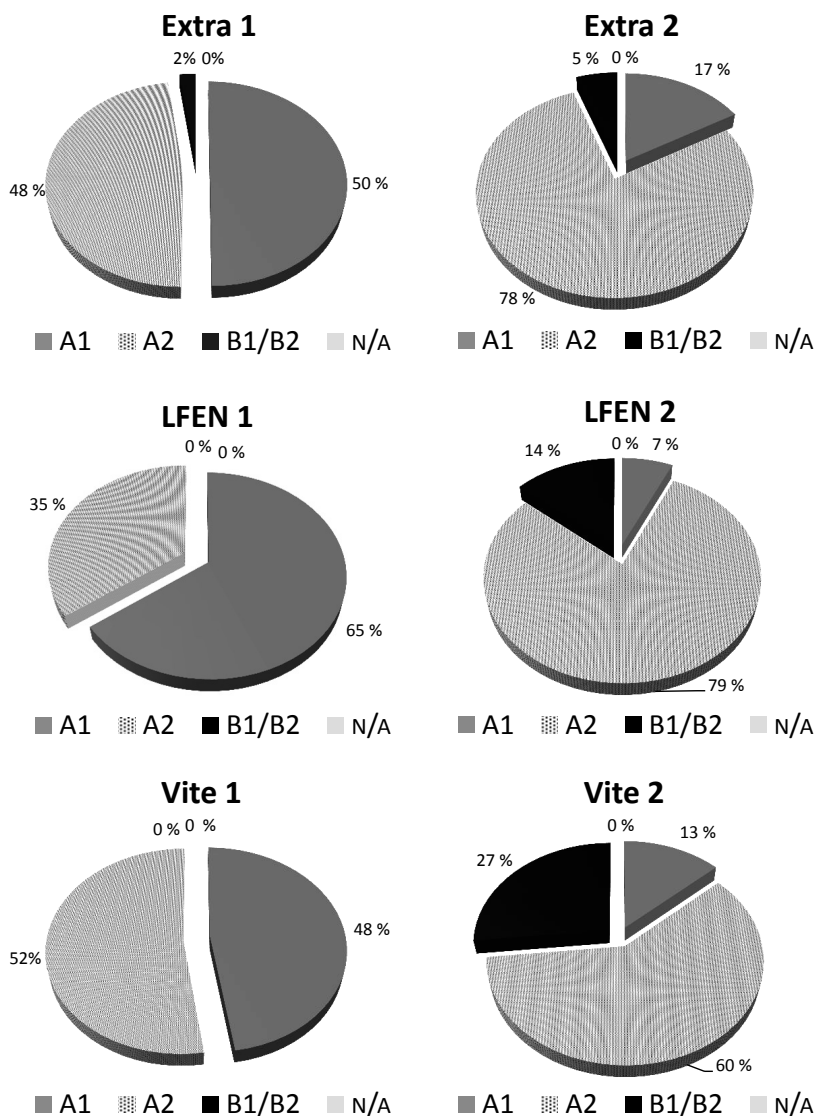 Extra 1
2% 0%
48 %
50 %
A1 A2 B1/B2 N/A
Extra 2
5 % 0 %
17 %
78 %
A1 A2 B1/B2 N/A
LFEN 1
0 % 0 %
35 %
65 %
A1 A2 B1/B2 N/A
LFEN 2
14 % 0 % 7 %
79 %
A1 A2 B1/B2 N/A
Vite 1
0 % 0 %
52%
48 %
A1 A2 B1/B2 N/A
Vite 2
0 %
27 %
13 %
60 %
A1 A2 B1/B2 N/A